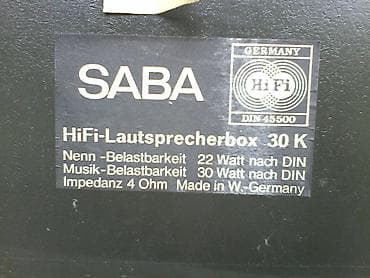 SABA
GERMANY
HiFi
DIN 45500
HiFi-Lautsprecherbox 30 K
Nenn -Belastbarkeit 22 Watt nach DIN
Musik-Belastbarkeit 30 Watt nach DIN
Impedanz 4 Ohm Made in W.-Germany